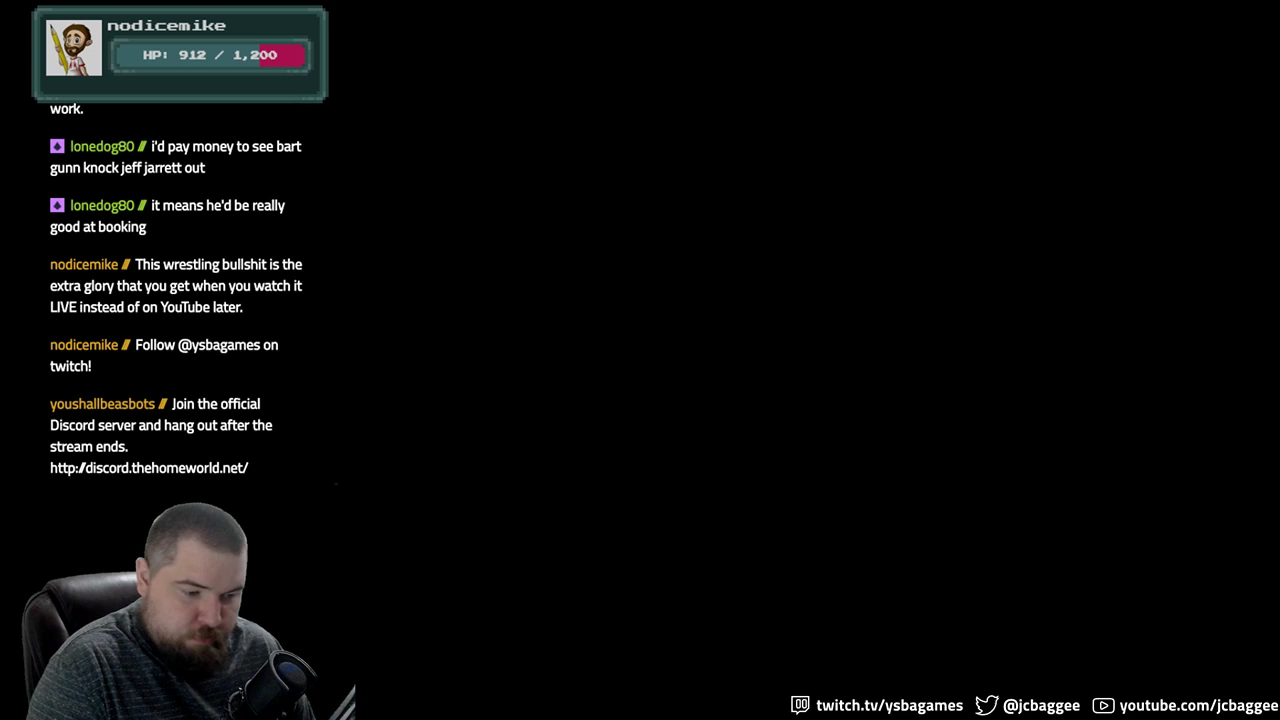 nodicemike
HP: 912 / 1,200
work.
lonedog80 // i'd pay money to see bart
gunn knock jeff jarrett out
lonedog80 // it means he'd be really
good at booking
nodicemike // This wrestling bullshit is the
extra glory that you get when you watch it
LIVE instead of on YouTube later.
nodicemike // Follow @ysbagames on
twitch!
youshallbeasbots // Join the official
Discord server and hang out after the
stream ends.
http://discord.thehomeworld.net/
twitch.tv/ysbagames @jcbaggee youtube.com/jcbaggee